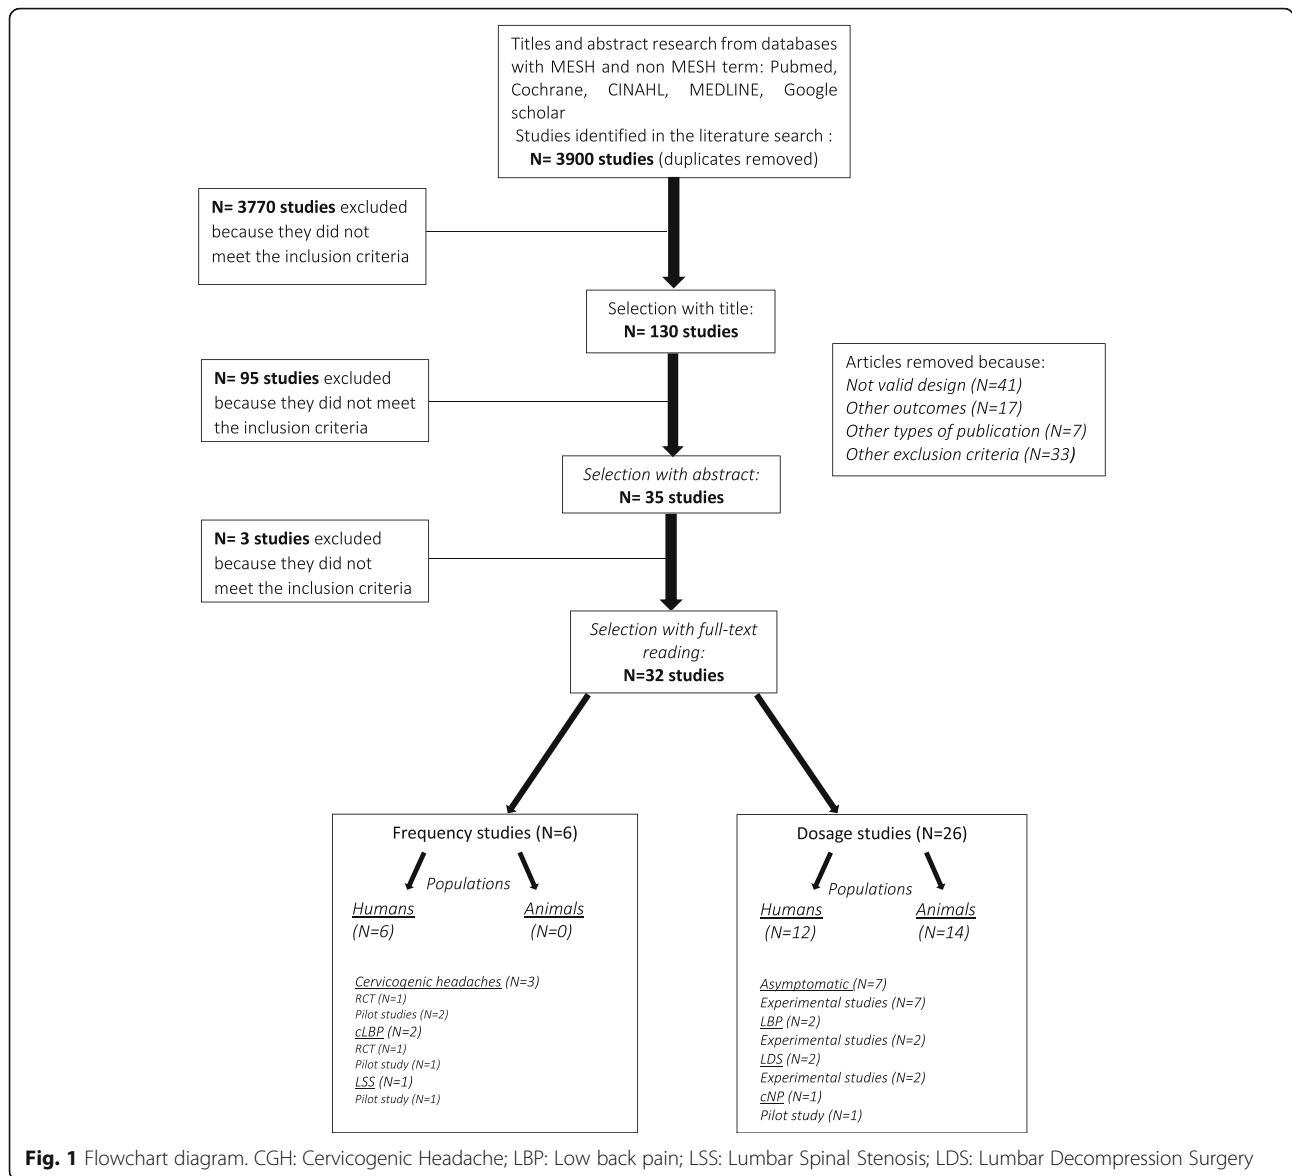 Titles and abstract research from databases
with MESH and non MESH term: Pubmed,
Cochrane, CINAHL, MEDLINE, Google
scholar
Studies identified in the literature search :
N= 3900 studies (duplicates removed)
N= 3770 studies excluded
because they did not
meet the inclusion criteria
Selection with title:
N= 130 studies
N= 95 studies excluded
because they did not meet
the inclusion criteria
Articles removed because:
Not valid design (N=41)
Other outcomes (N=17)
Other types of publication (N=7)
Other exclusion criteria (N=33)
Selection with abstract:
N= 35 studies
N= 3 studies excluded
because they did not
meet the inclusion criteria
Selection with full-text
reading:
N=32 studies
Frequency studies (N=6)
Populations
Humans
(N=6)
Animals
(N=0)
Cervicogenic headaches (N=3)
RCT (N=1)
Pilot studies (N=2)
cLBP (N=2)
RCT (N=1)
Pilot study (N=1)
LSS (N=1)
Pilot study (N=1)
Dosage studies (N=26)
Populations
Humans
(N=12)
Animals
(N=14)
Asymptomatic (N=7)
Experimental studies (N=7)
LBP (N=2)
Experimental studies (N=2)
LDS (N=2)
Experimental studies (N=2)
cNP (N=1)
Pilot study (N=1)
Fig. 1 Flowchart diagram. CGH: Cervicogenic Headache; LBP: Low back pain; LSS: Lumbar Spinal Stenosis; LDS: Lumbar Decompression Surgery